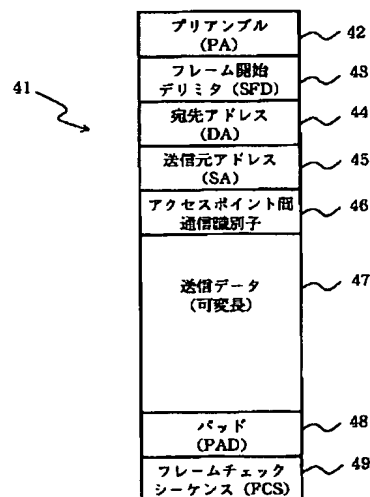 プリアンブル
(PA)
42
フレーム開始
デリミタ (SFD)
43
41
宛先アドレス
(DA)
44
送信元アドレス
(SA)
45
アクセスポイント間
通信識別子
46
送信データ
(可変長)
47
パッド
(PAD)
48
フレームチェック
シーケンス (FCS)
49